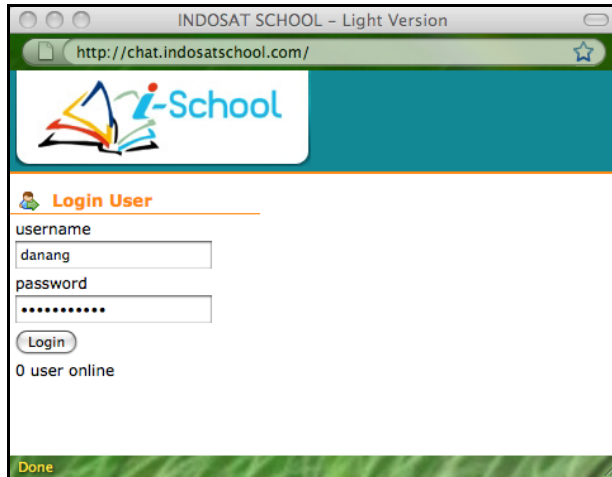 INDOSAT SCHOOL – Light Version
http://chat.indosatschool.com/
i-School
Login User
username
danang
password
•••••••••••
Login
0 user online
Done